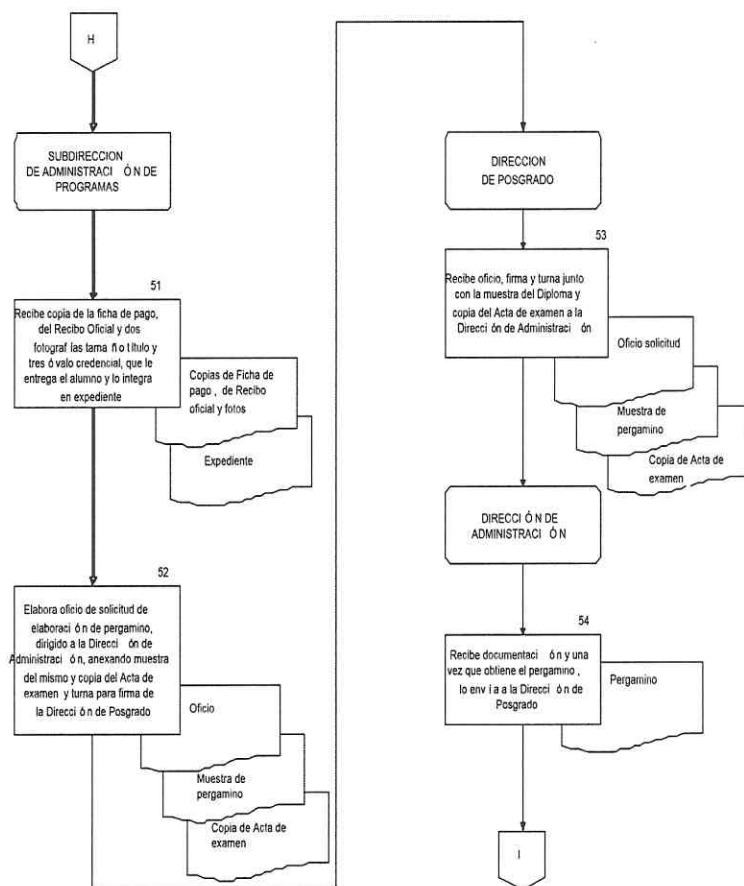 H
SUBDIRECCION
DE ADMINISTRACI Ó N DE
PROGRAMAS
51
Recibe copia de la ficha de pago,
del Recibo Oficial y dos
fotograf ías tama ñ o título y
tres ó valo credencial, que le
entrega el alumno y lo integra
en expediente
Copias de Ficha de
pago , de Recibo
oficial y fotos
Expediente
52
Elabora oficio de solicitud de
elaboraci ón de pergamino,
dirigido a la Direcci ón de
Administraci ón, anexando muestra
del mismo y copia del Acta de
examen y turna para firma de
la Direcci ón de Posgrado
Oficio
Muestra de
pergamino
Copia de Acta de
examen
DIRECCION
DE POSGRADO
53
Recibe oficio, firma y turna junto
con la muestra del Diploma y
copia del Acta de examen a la
Direcci ón de Administraci ón
Oficio solicitud
Muestra de
pergamino
Copia de Acta de
examen
DIRECCI Ó N DE
ADMINISTRACI Ó N
54
Recibe documentaci ón y una
vez que obtiene el pergamino ,
lo env í a a la Direcci ón de
Posgrado
Pergamino
I